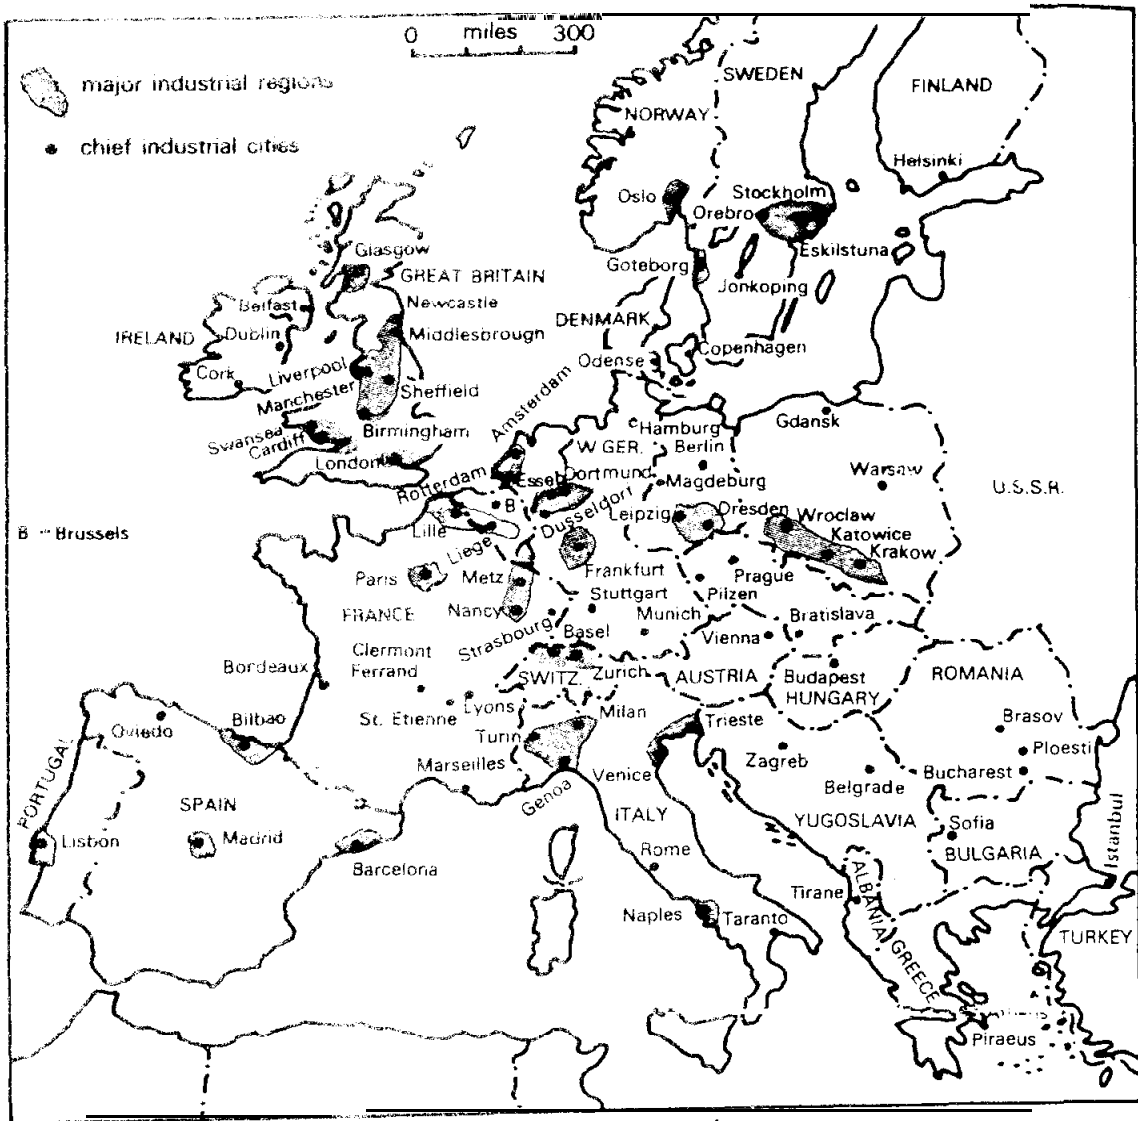 0 miles 300
major industrial regions
chief industrial cities
SWEDEN
FINLAND
NORWAY
Helsinki
Oslo
Stockholm
Orebro
Eskilstuna
Glasgow
GREAT BRITAIN
Goteborg
Jonkoping
Newcastle
Belfast
IRELAND
Dublin
Middlesbrough
DENMARK
Copenhagen
Odense
Cork
Liverpool
Manchester
Sheffield
Amsterdam
Swansea
Cardiff
Birmingham
Hamburg
Gdansk
W.GER.
Berlin
London
Rotterdam
Essen
Dortmund
Magdeburg
Warsaw
U.S.S.R.
B
Dusseldorf
Leipzig
Dresden
Wroclaw
B - Brussels
Lille
Liege
Katowice
Krakow
Paris
Metz
Frankfurt
Prague
Stuttgart
Pilzen
FRANCE
Nancy
Munich
Bratislava
Strasbourg
Basel
Vienna
Clermont
Ferrand
Bordeaux
SWITZ.
Zurich
AUSTRIA
Budapest
HUNGARY
ROMANIA
St. Etienne
Lyons
Milan
Trieste
Brasov
Oviedo
Bilbao
Turin
Ploesti
PORTUGAL
Marseilles
Genoa
Venice
Zagreb
Bucharest
Belgrade
SPAIN
ITALY
YUGOSLAVIA
Sofia
Istanbul
Lisbon
Madrid
Rome
BULGARIA
Barcelona
Tirane
ALBANIA
Naples
Taranto
GREECE
TURKEY
Piraeus